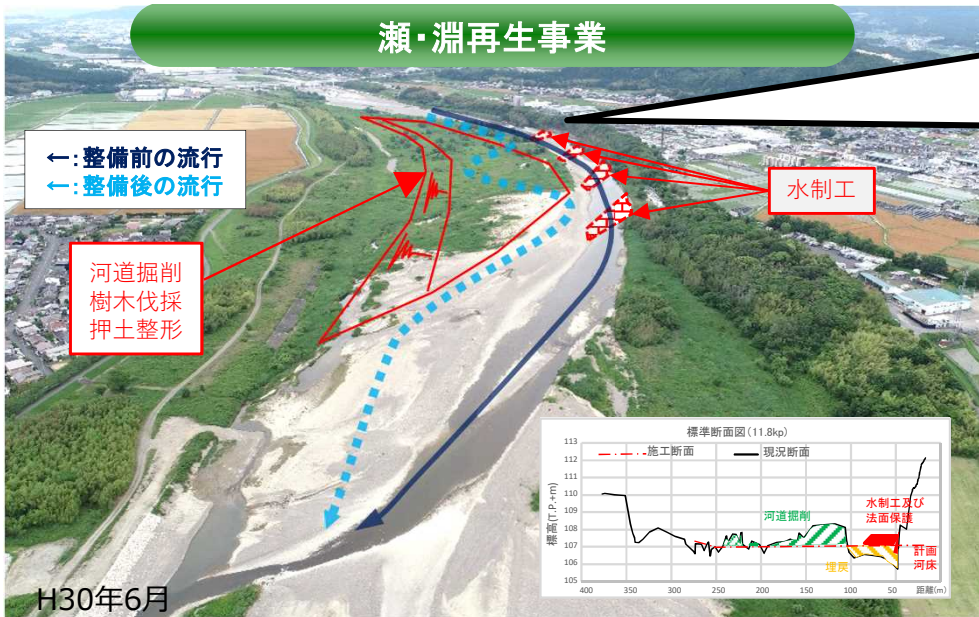 瀬・淵再生事業
←:整備前の流行
←:整備後の流行
水制工
河道掘削
樹木伐採
押土整形
標準断面図(11.8kp)
施工断面
現況断面
標高(T.P.+m)
113
112
111
110
109
108
107
106
105
河道掘削
水制工及び
法面保護
埋戻
計画
河床
400 350 300 250 200 150 100 50 0 距離(m)
H30年6月